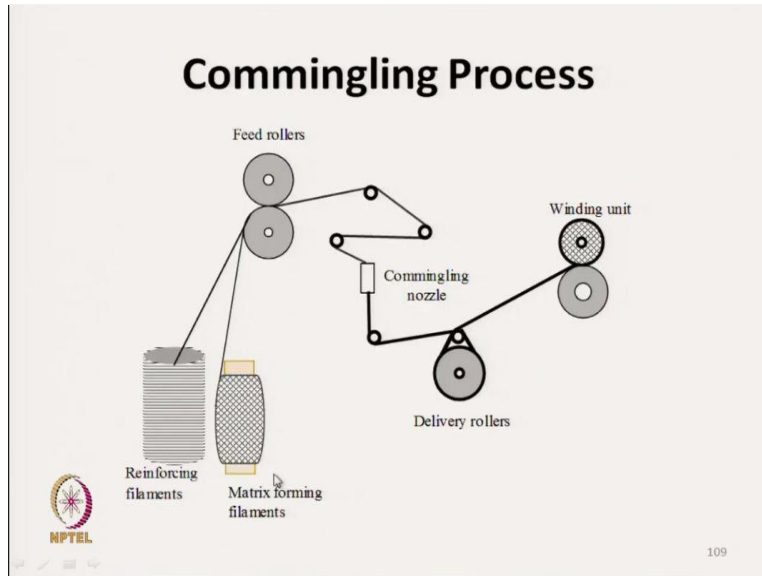 Commingling Process
Feed rollers
Winding unit
Commingling
nozzle
Delivery rollers
Reinforcing
filaments
Matrix forming
filaments
NPTEL
109